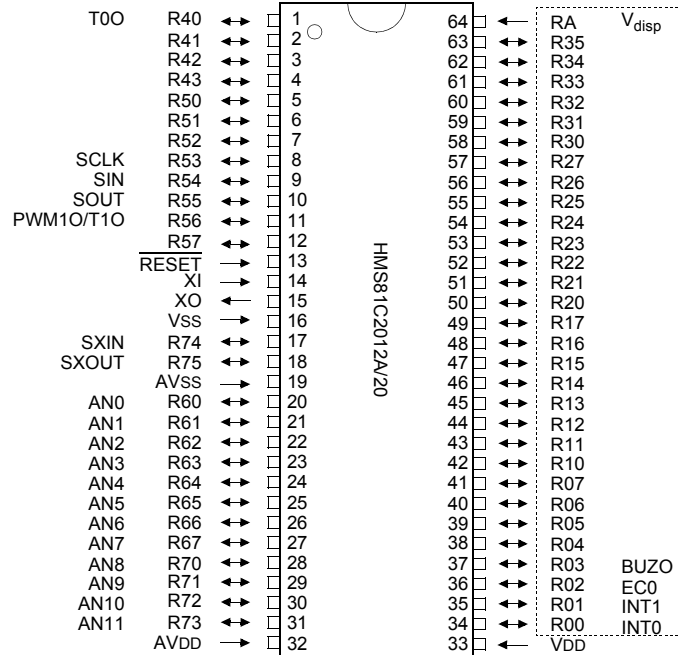 T0O R40 1 64 RA Vdisp
R41 2 63 R35
R42 3 62 R34
R43 4 61 R33
R50 5 60 R32
R51 6 59 R31
R52 7 58 R30
SCLK R53 8 57 R27
SIN R54 9 56 R26
SOUT R55 10 55 R25
PWM1O/T1O R56 11 54 R24
R57 12 53 R23
RESET 13 52 R22
XI 14 51 R21
XO 15 50 R20
VSS 16 49 R17
SXIN R74 17 48 R16
SXOUT R75 18 47 R15
AVSS 19 46 R14
AN0 R60 20 45 R13
AN1 R61 21 44 R12
AN2 R62 22 43 R11
AN3 R63 23 42 R10
AN4 R64 24 41 R07
AN5 R65 25 40 R06
AN6 R66 26 39 R05
AN7 R67 27 38 R04
AN8 R70 28 37 R03 BUZO
AN9 R71 29 36 R02 EC0
AN10 R72 30 35 R01 INT1
AN11 R73 31 34 R00 INT0
AVDD 32 33 VDD
HMS81C2012A/20